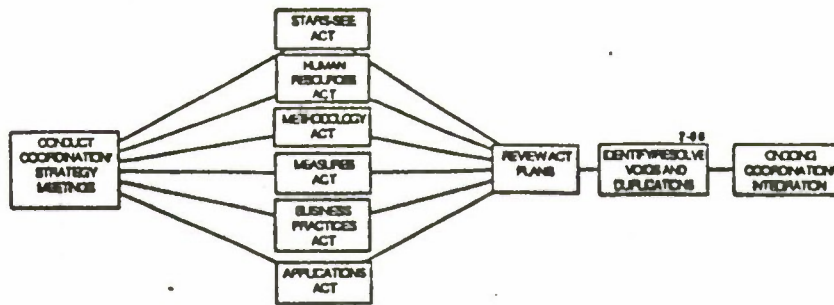 STARS-SEE
ACT
HUMAN
RESOURCES
ACT
METHODOLOGY
ACT
MEASURES
ACT
BUSINESS
PRACTICES
ACT
APPLICATIONS
ACT
CONDUCT
COORDINATION/
STRATEGY
MEETINGS
REVIEW ACT
PLANS
IDENTIFY/RESOLVE
VOIDS AND
DUPLICATIONS
ONGOING
COORDINATION/
INTEGRATION